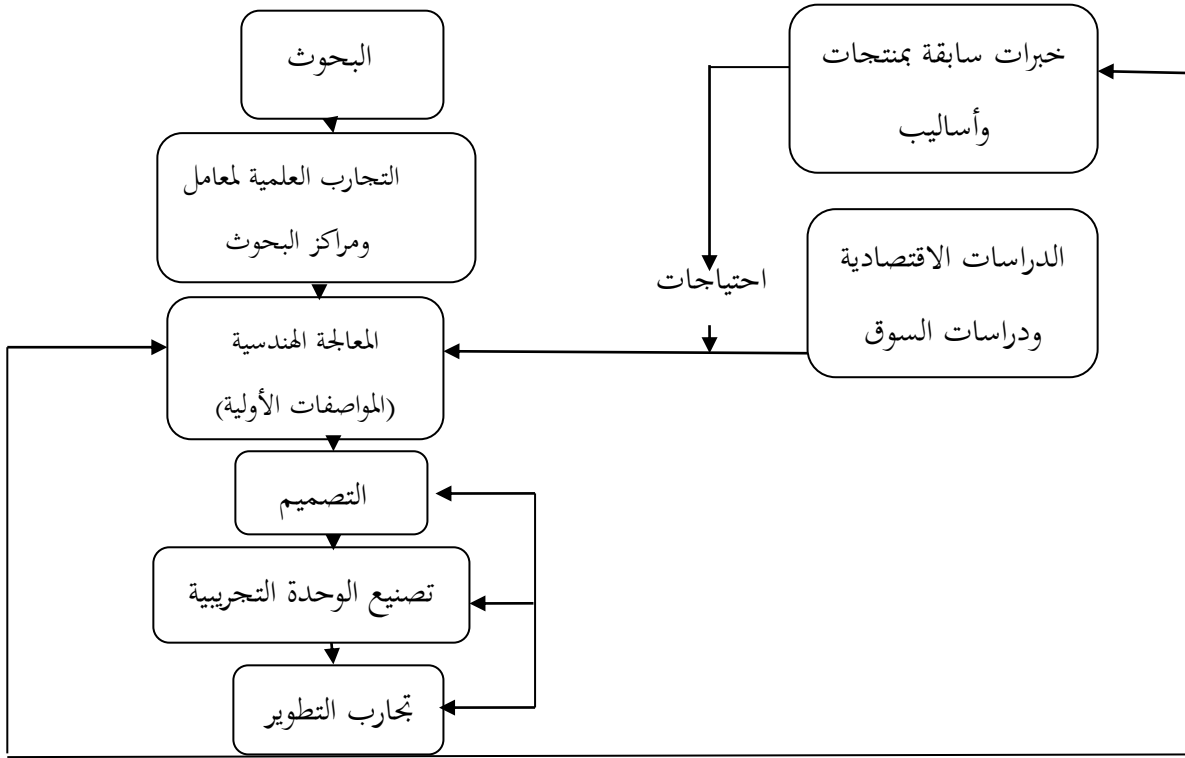 البحوث
خبرات سابقة بمنتجات
وأساليب
التجارب العلمية لمعامل
ومراكز البحوث
الدراسات الاقتصادية
ودراسات السوق
احتياجات
المعالجة الهندسية
(المواصفات الأولية)
التصميم
تصنيع الوحدة التجريبية
تجارب التطوير